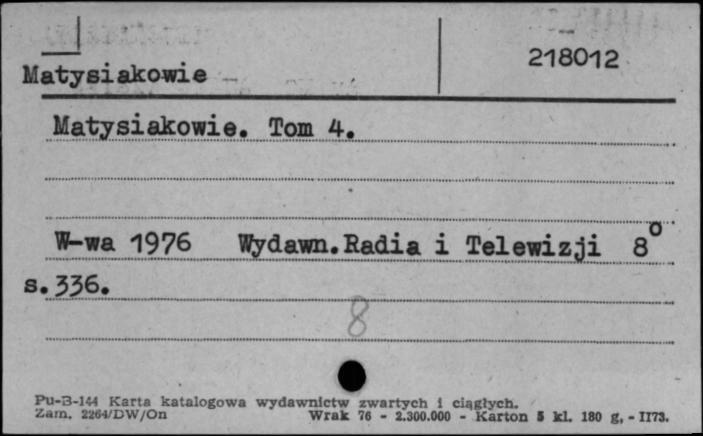 218012
Matysiakowie
Matysiakowie. Tom 4.
W-wa 1976 Wydawn.Radia i Telewizji 8°
s.336.
8
Pu-B-144 Karta katalogowa wydawnictw zwartych i ciągłych.
Zam. 2264/DW/On Wrak 76 - 2.300.000 - Karton 5 kl. 180 g. - II73.